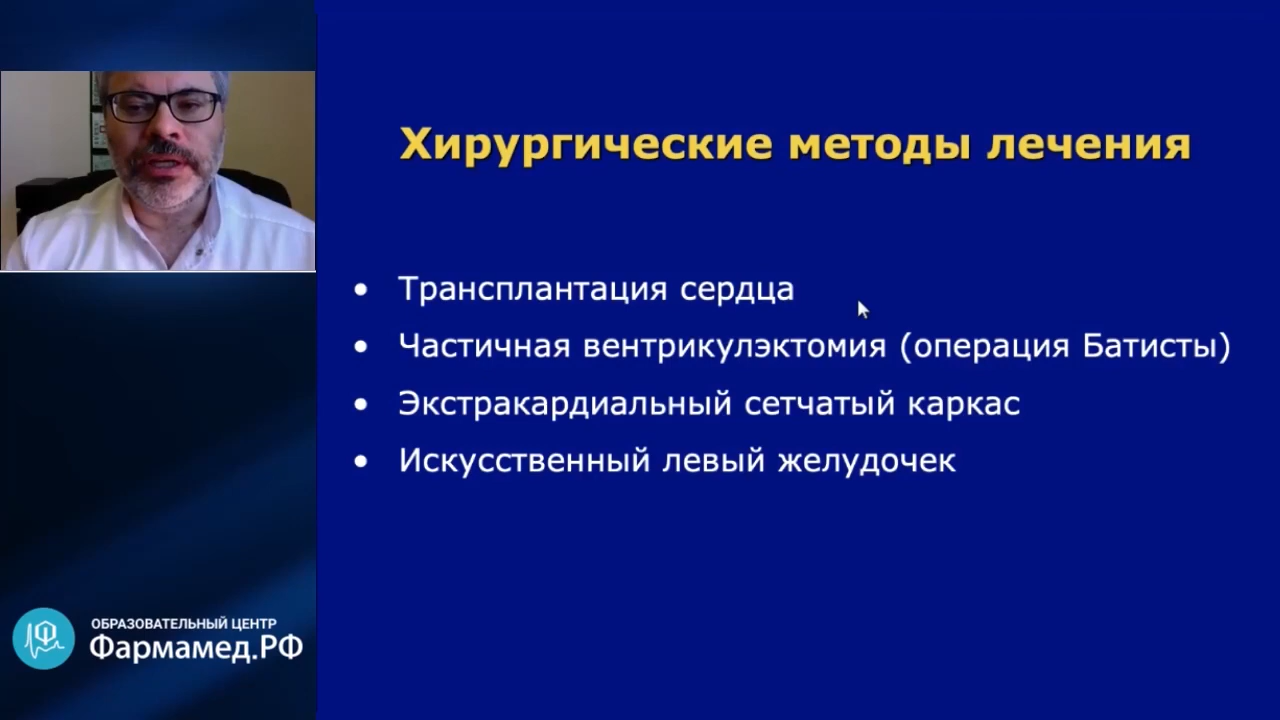 Хирургические методы лечения
• Трансплантация сердца
• Частичная вентрикулэктомия (операция Батисты)
• Экстракардиальный сетчатый каркас
• Искусственный левый желудочек
ОБРАЗОВАТЕЛЬНЫЙ ЦЕНТР
Фармамед.РФ